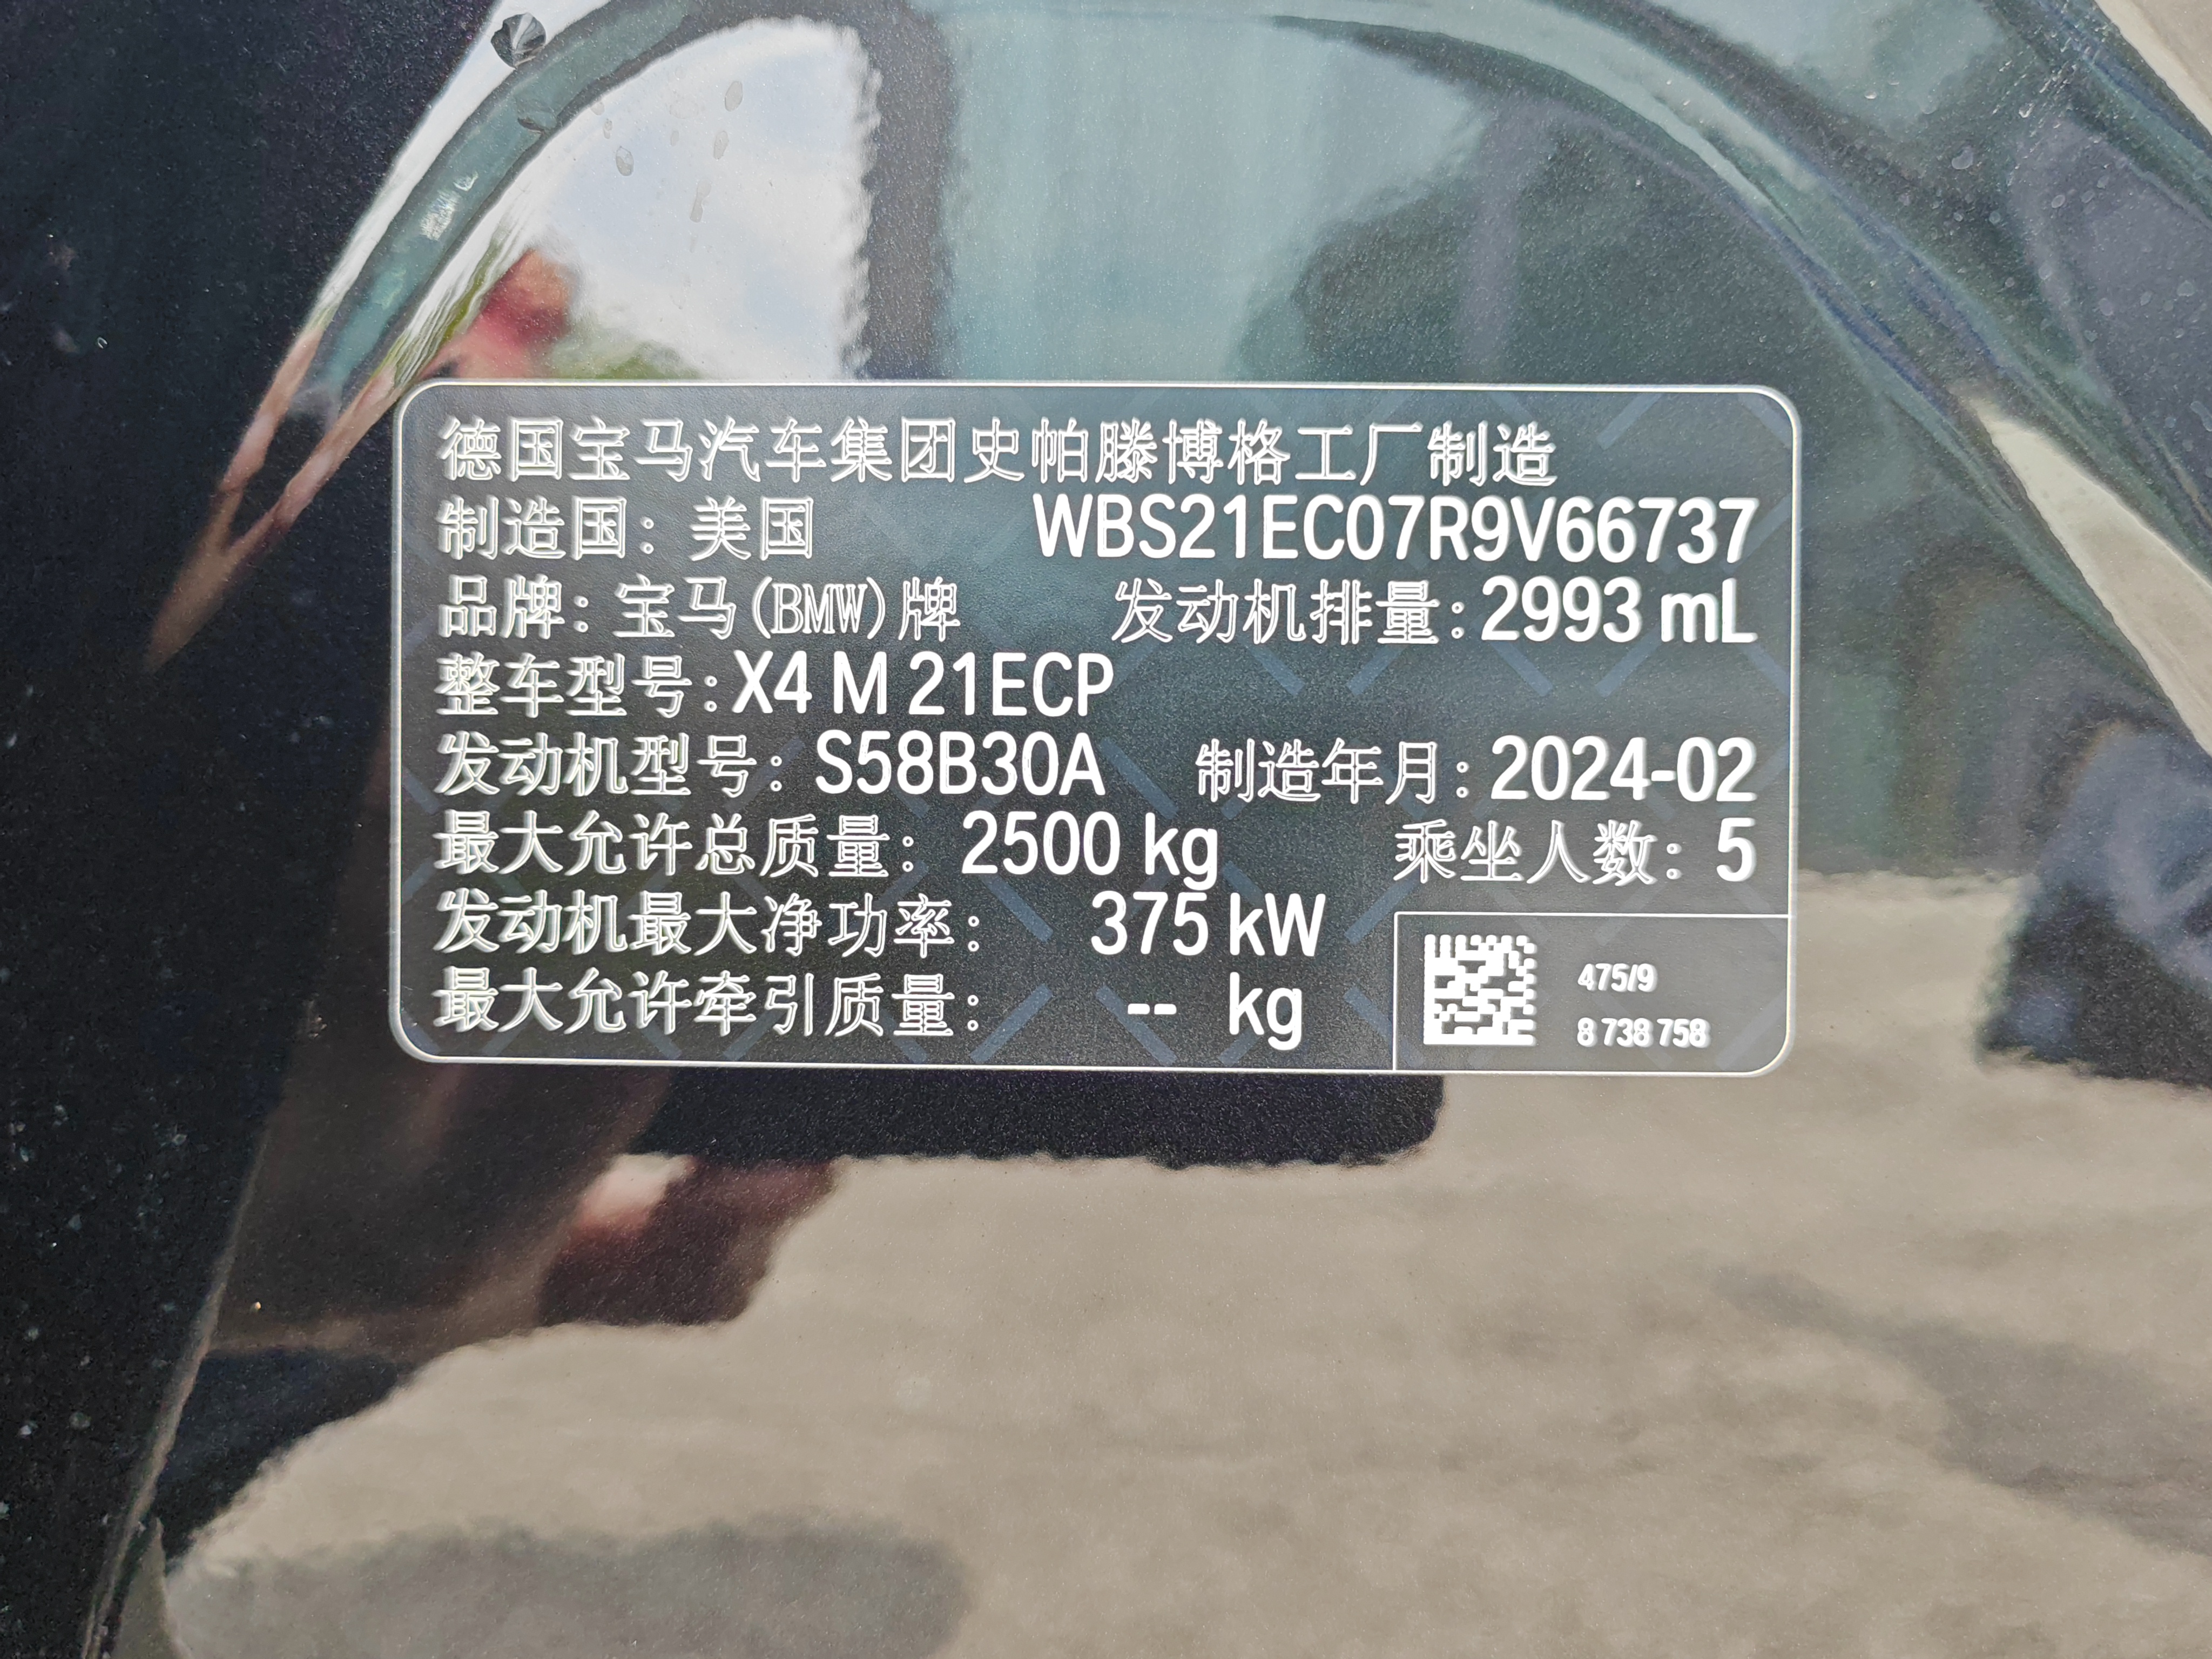 德国宝马汽车集团史帕滕博格工厂制造
制造国: 美国 WBS21EC07R9V66737
品牌: 宝马(BMW)牌 发动机排量: 2993 mL
整车型号: X4 M 21ECP
发动机型号: S58B30A 制造年月: 2024-02
最大允许总质量: 2500 kg 乘坐人数: 5
发动机最大净功率: 375 kW
最大允许牵引质量: -- kg
475/9
8 738 758